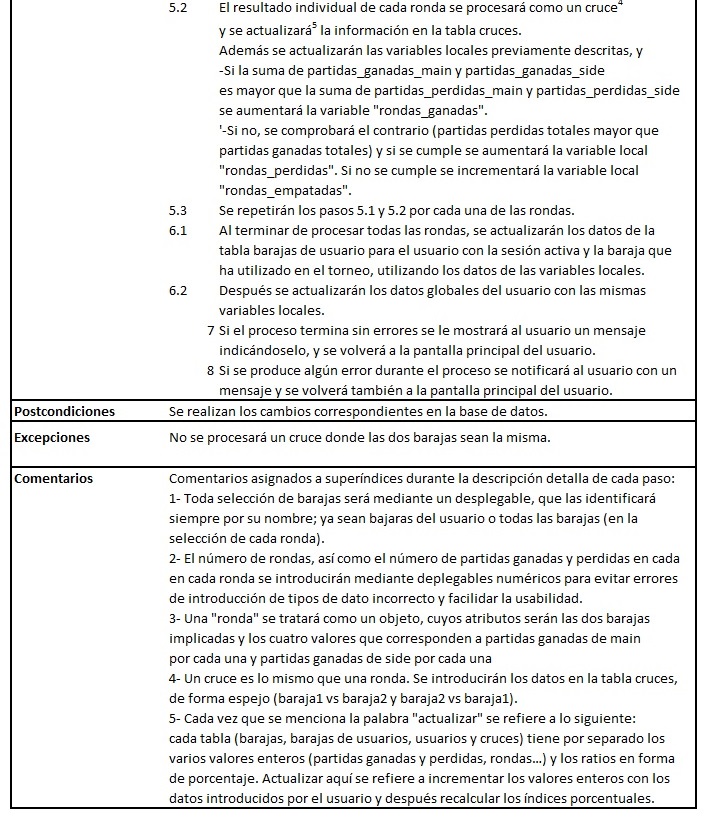 5.2 El resultado individual de cada ronda se procesará como un cruce⁴
y se actualizará⁵ la información en la tabla cruces.
Además se actualizarán las variables locales previamente descritas, y
-Si la suma de partidas_ganadas_main y partidas_ganadas_side
es mayor que la suma de partidas_perdidas_main y partidas_perdidas_side
se aumentará la variable "rondas_ganadas".
'-Si no, se comprobará el contrario (partidas perdidas totales mayor que
partidas ganadas totales) y si se cumple se aumentará la variable local
"rondas_perdidas". Si no se cumple se incrementará la variable local
"rondas_empatadas".
5.3 Se repetirán los pasos 5.1 y 5.2 por cada una de las rondas.
6.1 Al terminar de procesar todas las rondas, se actualizarán los datos de la
tabla barajas de usuario para el usuario con la sesión activa y la baraja que
ha utilizado en el torneo, utilizando los datos de las variables locales.
6.2 Después se actualizarán los datos globales del usuario con las mismas
variables locales.
7 Si el proceso termina sin errores se le mostrará al usuario un mensaje
indicándoselo, y se volverá a la pantalla principal del usuario.
8 Si se produce algún error durante el proceso se notificará al usuario con un
mensaje y se volverá también a la pantalla principal del usuario.
Postcondiciones Se realizan los cambios correspondientes en la base de datos.
Excepciones No se procesará un cruce donde las dos barajas sean la misma.
Comentarios Comentarios asignados a superíndices durante la descripción detalla de cada paso:
1- Toda selección de barajas será mediante un desplegable, que las identificará
siempre por su nombre; ya sean bajaras del usuario o todas las barajas (en la
selección de cada ronda).
2- El número de rondas, así como el número de partidas ganadas y perdidas en cada
en cada ronda se introducirán mediante deplegables numéricos para evitar errores
de introducción de tipos de dato incorrecto y facilidar la usabilidad.
3- Una "ronda" se tratará como un objeto, cuyos atributos serán las dos barajas
implicadas y los cuatro valores que corresponden a partidas ganadas de main
por cada una y partidas ganadas de side por cada una
4- Un cruce es lo mismo que una ronda. Se introducirán los datos en la tabla cruces,
de forma espejo (baraja1 vs baraja2 y baraja2 vs baraja1).
5- Cada vez que se menciona la palabra "actualizar" se refiere a lo siguiente:
cada tabla (barajas, barajas de usuarios, usuarios y cruces) tiene por separado los
varios valores enteros (partidas ganadas y perdidas, rondas...) y los ratios en forma
de porcentaje. Actualizar aquí se refiere a incrementar los valores enteros con los
datos introducidos por el usuario y después recalcular los índices porcentuales.